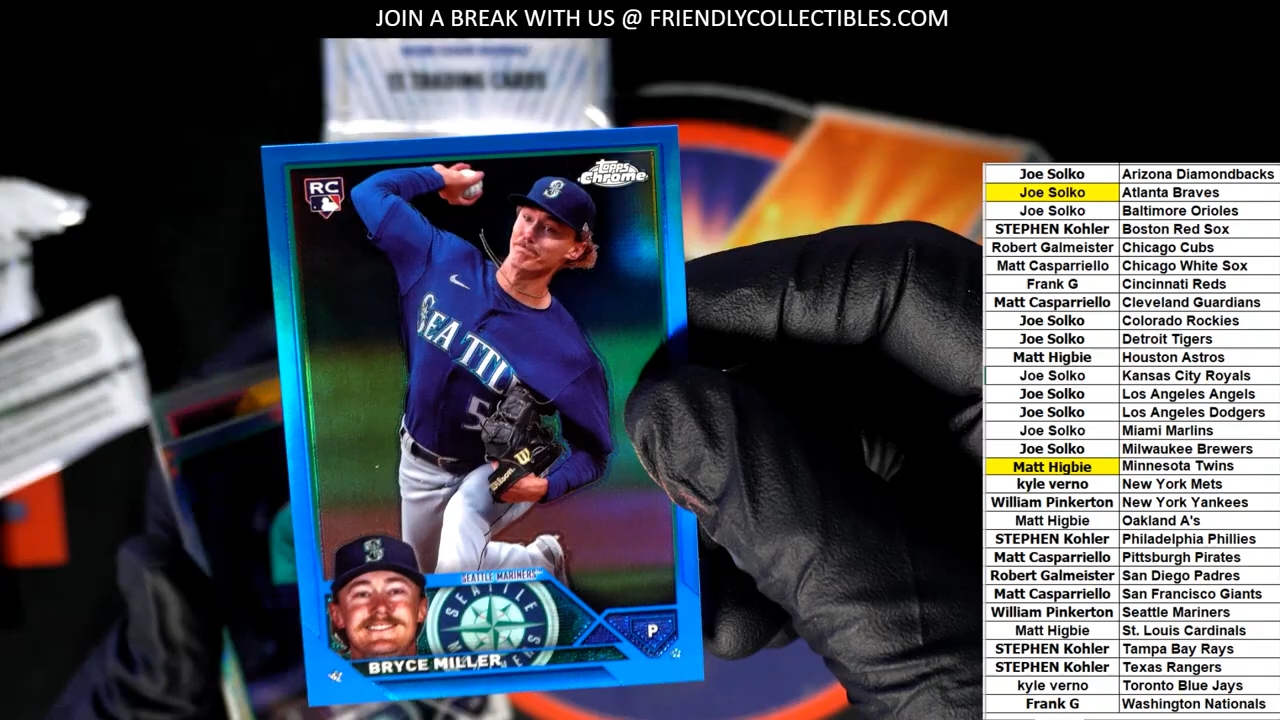 JOIN A BREAK WITH US @ FRIENDLYCOLLECTIBLES.COM
15 TRADING CARDS
Topps
Chrome
RC
S
SEATTLE
5
W
Wilson
SEATTLE MARINERS
SEATTLE
P
BRYCE MILLER
Joe Solko Arizona Diamondbacks
Joe Solko Atlanta Braves
Joe Solko Baltimore Orioles
STEPHEN Kohler Boston Red Sox
Robert Galmeister Chicago Cubs
Matt Casparriello Chicago White Sox
Frank G Cincinnati Reds
Matt Casparriello Cleveland Guardians
Joe Solko Colorado Rockies
Joe Solko Detroit Tigers
Matt Higbie Houston Astros
Joe Solko Kansas City Royals
Joe Solko Los Angeles Angels
Joe Solko Los Angeles Dodgers
Joe Solko Miami Marlins
Joe Solko Milwaukee Brewers
Matt Higbie Minnesota Twins
kyle verno New York Mets
William Pinkerton New York Yankees
Matt Higbie Oakland A's
STEPHEN Kohler Philadelphia Phillies
Matt Casparriello Pittsburgh Pirates
Robert Galmeister San Diego Padres
Matt Casparriello San Francisco Giants
William Pinkerton Seattle Mariners
Matt Higbie St. Louis Cardinals
STEPHEN Kohler Tampa Bay Rays
STEPHEN Kohler Texas Rangers
kyle verno Toronto Blue Jays
Frank G Washington Nationals